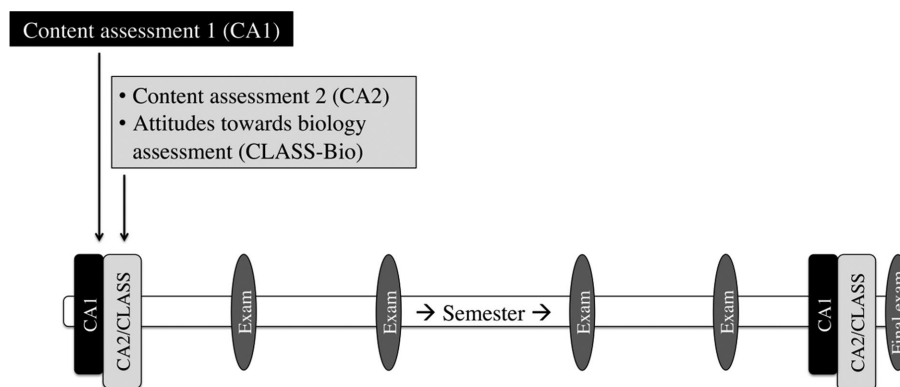 Content assessment 1 (CA1)
• Content assessment 2 (CA2)
• Attitudes towards biology
assessment (CLASS-Bio)
CA1
CA2/CLASS
Exam
Exam
→ Semester →
Exam
Exam
CA1
CA2/CLASS
Final exam